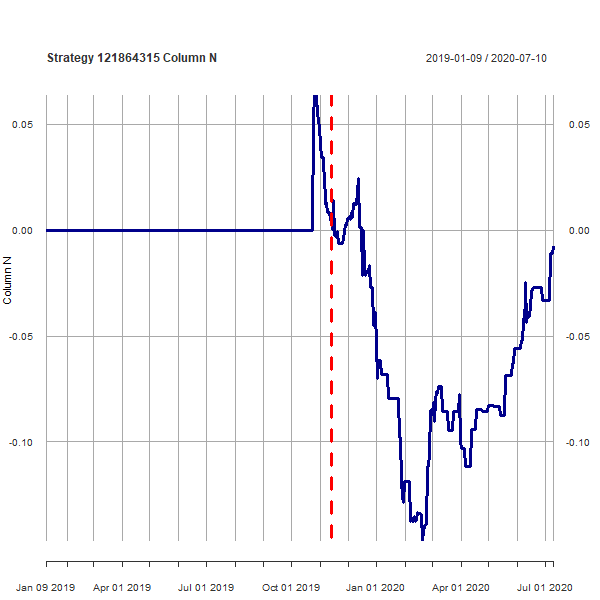 Strategy 121864315 Column N
2019-01-09 / 2020-07-10
0.05
0.05
0.00
0.00
-0.05
-0.05
-0.10
-0.10
Column N
Jan 09 2019
Apr 01 2019
Jul 01 2019
Oct 01 2019
Jan 01 2020
Apr 01 2020
Jul 01 2020